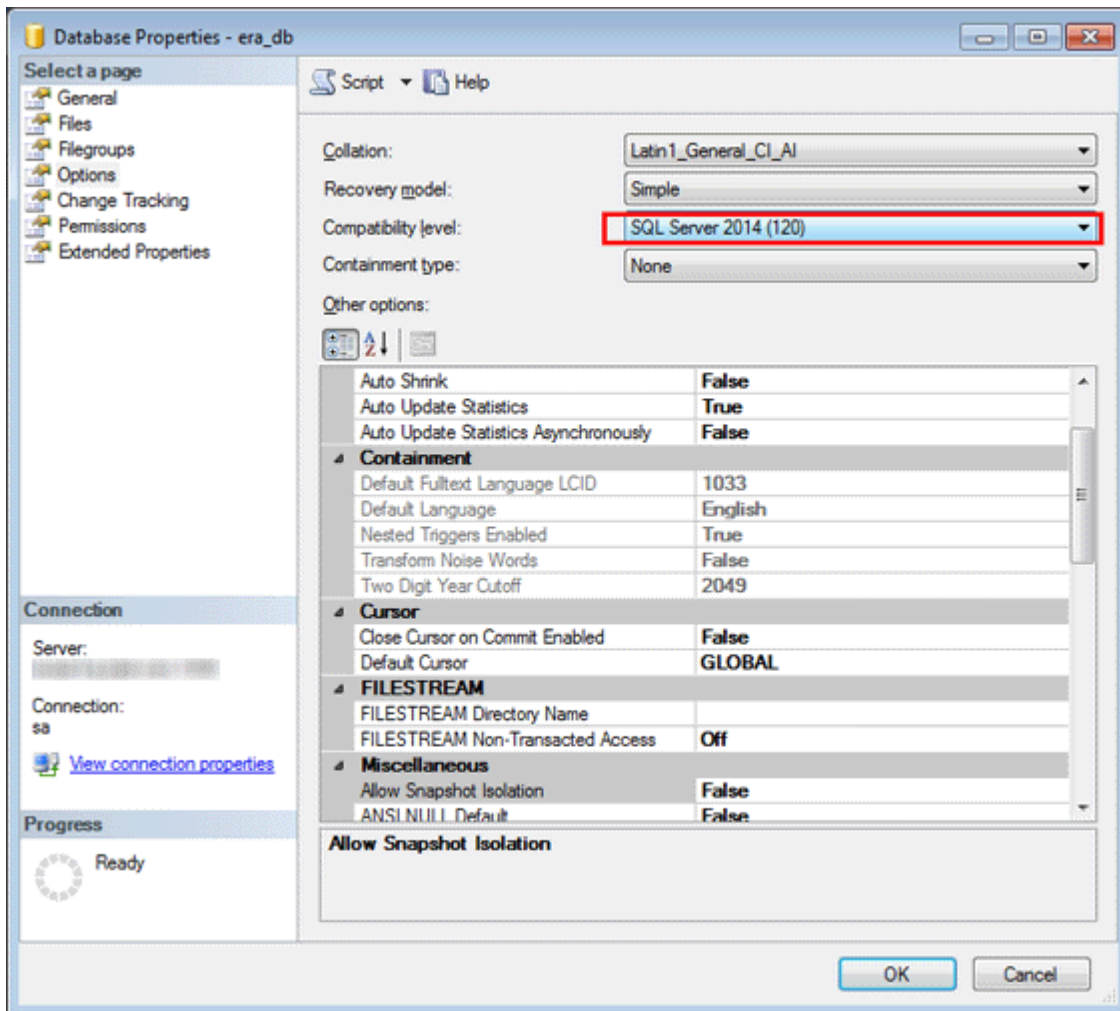 Database Properties - era_db
Select a page
General
Files
Filegroups
Options
Change Tracking
Permissions
Extended Properties
Connection
Server:
Connection:
sa
View connection properties
Progress
Ready
Script Help
Collation: Latin1_General_CI_AI
Recovery model: Simple
Compatibility level: SQL Server 2014 (120)
Containment type: None
Other options:
Auto Shrink False
Auto Update Statistics True
Auto Update Statistics Asynchronously False
Containment
Default Fulltext Language LCID 1033
Default Language English
Nested Triggers Enabled True
Transform Noise Words False
Two Digit Year Cutoff 2049
Cursor
Close Cursor on Commit Enabled False
Default Cursor GLOBAL
FILESTREAM
FILESTREAM Directory Name
FILESTREAM Non-Transacted Access Off
Miscellaneous
Allow Snapshot Isolation False
ANSI NULL Default False
Allow Snapshot Isolation
OK Cancel